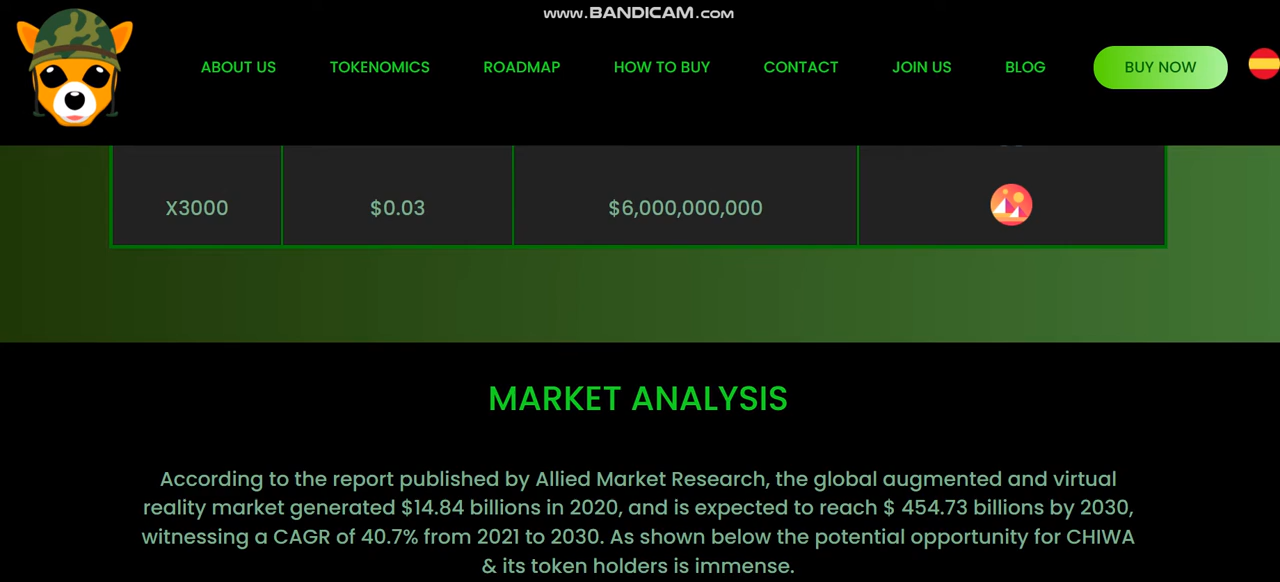 www.BANDICAM.com
ABOUT US TOKENOMICS ROADMAP HOW TO BUY CONTACT JOIN US BLOG BUY NOW
X3000 $0.03 $6,000,000,000
MARKET ANALYSIS
According to the report published by Allied Market Research, the global augmented and virtual
reality market generated $14.84 billions in 2020, and is expected to reach $ 454.73 billions by 2030,
witnessing a CAGR of 40.7% from 2021 to 2030. As shown below the potential opportunity for CHIWA
& its token holders is immense.